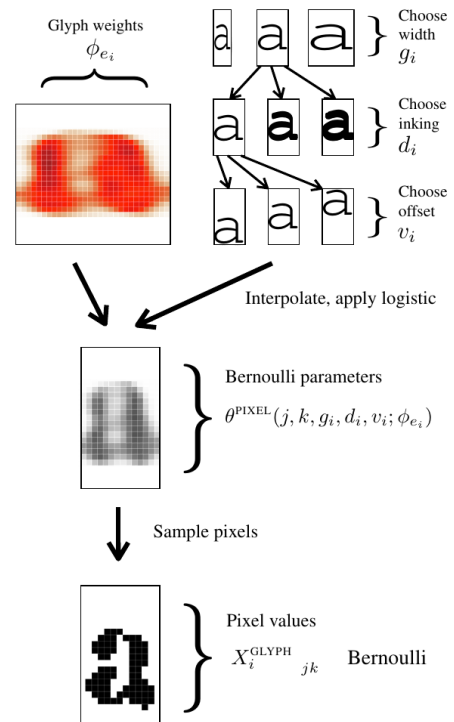 Glyph weights
ϕ_{e_i}
a a a
Choose
width
g_i
a a a
Choose
inking
d_i
a a a
Choose
offset
v_i
Interpolate, apply logistic
Bernoulli parameters
θ^{PIXEL}(j, k, g_i, d_i, v_i; ϕ_{e_i})
Sample pixels
a
Pixel values
X_i^{GLYPH}_{jk} Bernoulli